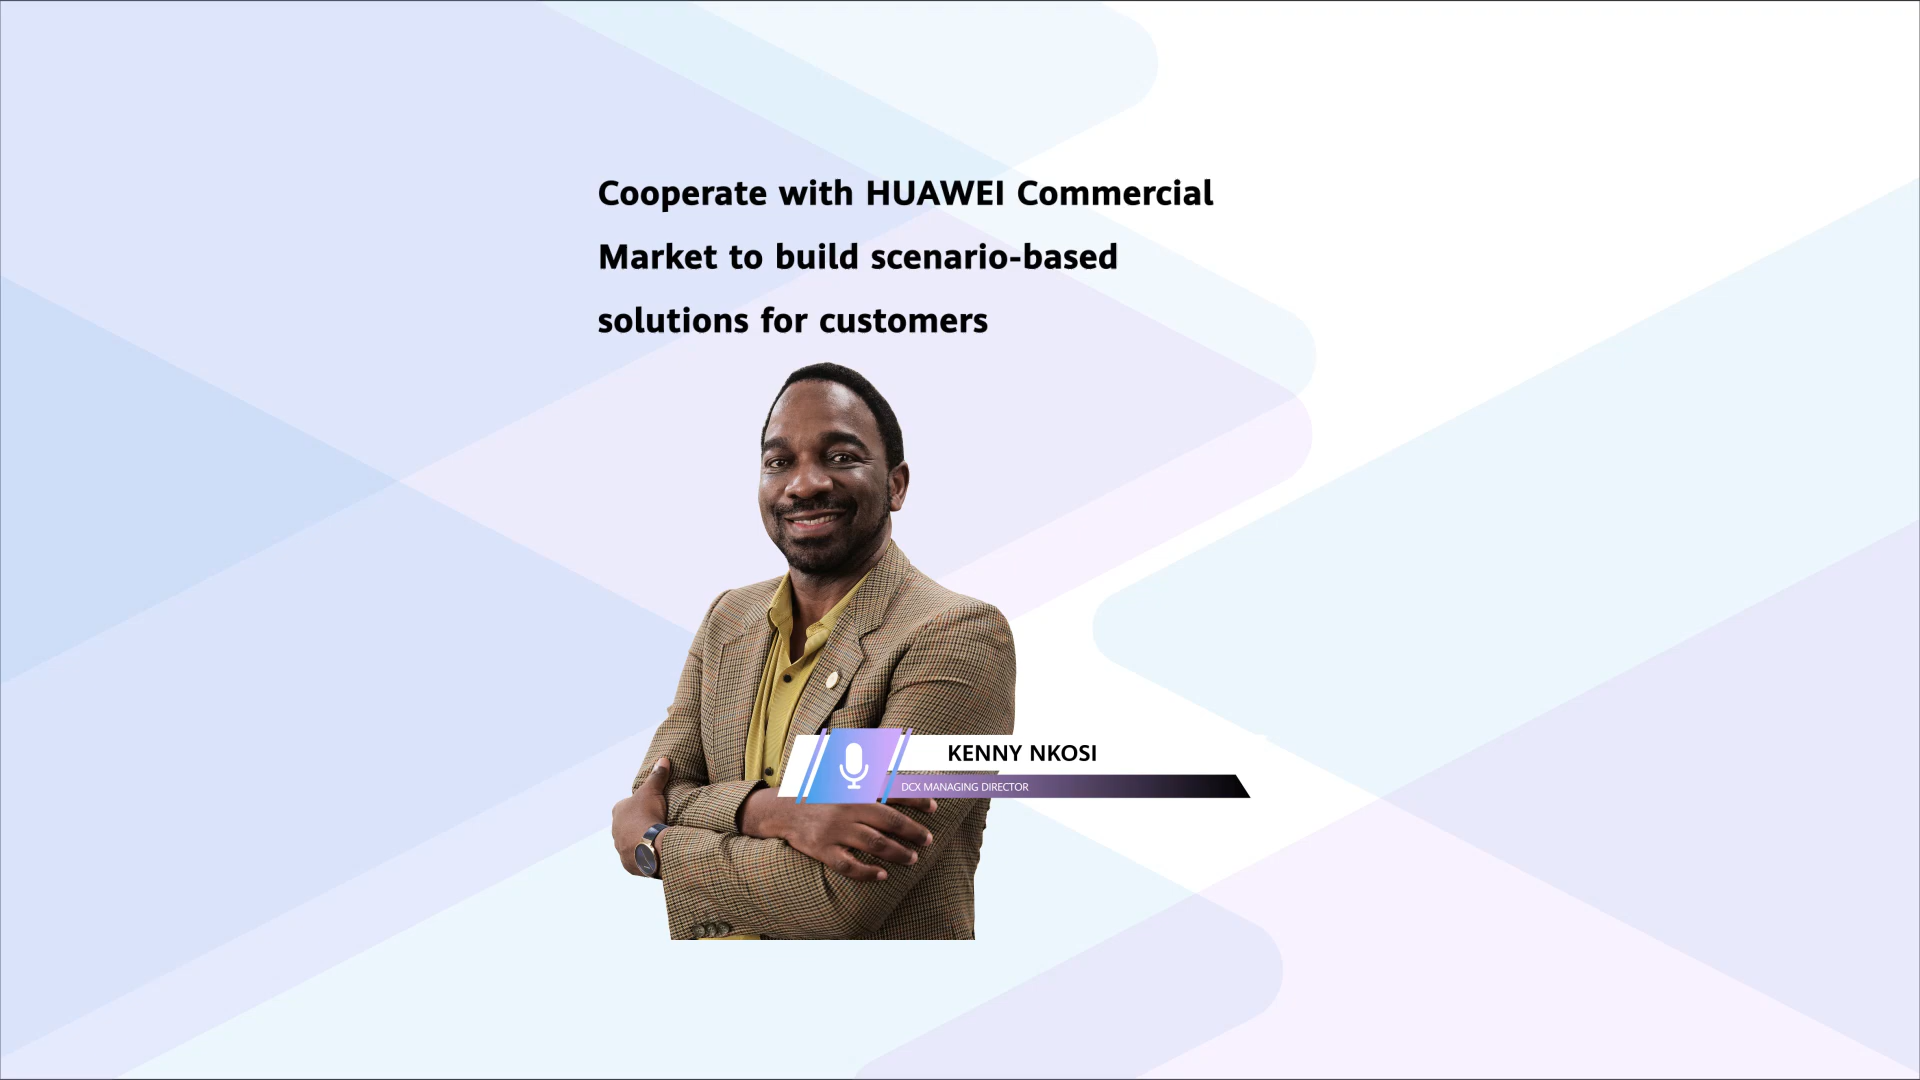 Cooperate with HUAWEI Commercial
Market to build scenario-based
solutions for customers
KENNY NKOSI
DCX MANAGING DIRECTOR